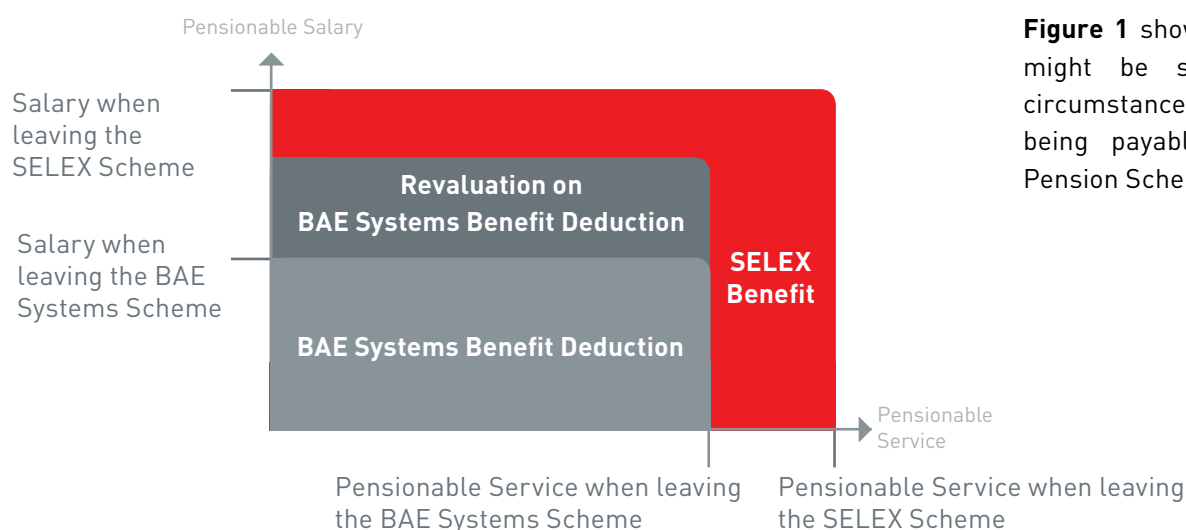 Pensionable Salary
Salary when
leaving the
SELEX Scheme
Salary when
leaving the BAE
Systems Scheme
Revaluation on
BAE Systems Benefit Deduction
BAE Systems Benefit Deduction
SELEX
Benefit
Pensionable
Service
Pensionable Service when leaving
the BAE Systems Scheme
Pensionable Service when leaving
the SELEX Scheme
Figure 1
might be
circumstance
being
Pension